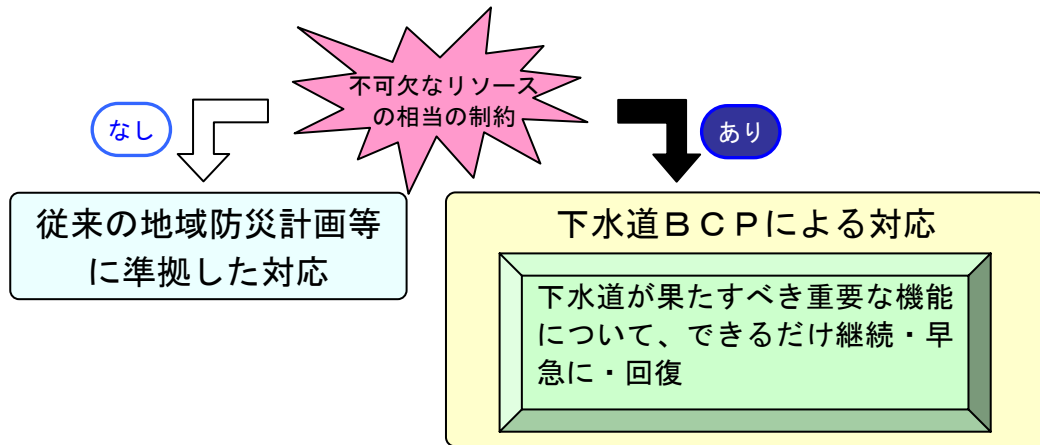 不可欠なリソース
の相当の制約
なし
あり
従来の地域防災計画等
に準拠した対応
下水道ＢＣＰによる対応
下水道が果たすべき重要な機能
について、できるだけ継続・早
急に・回復